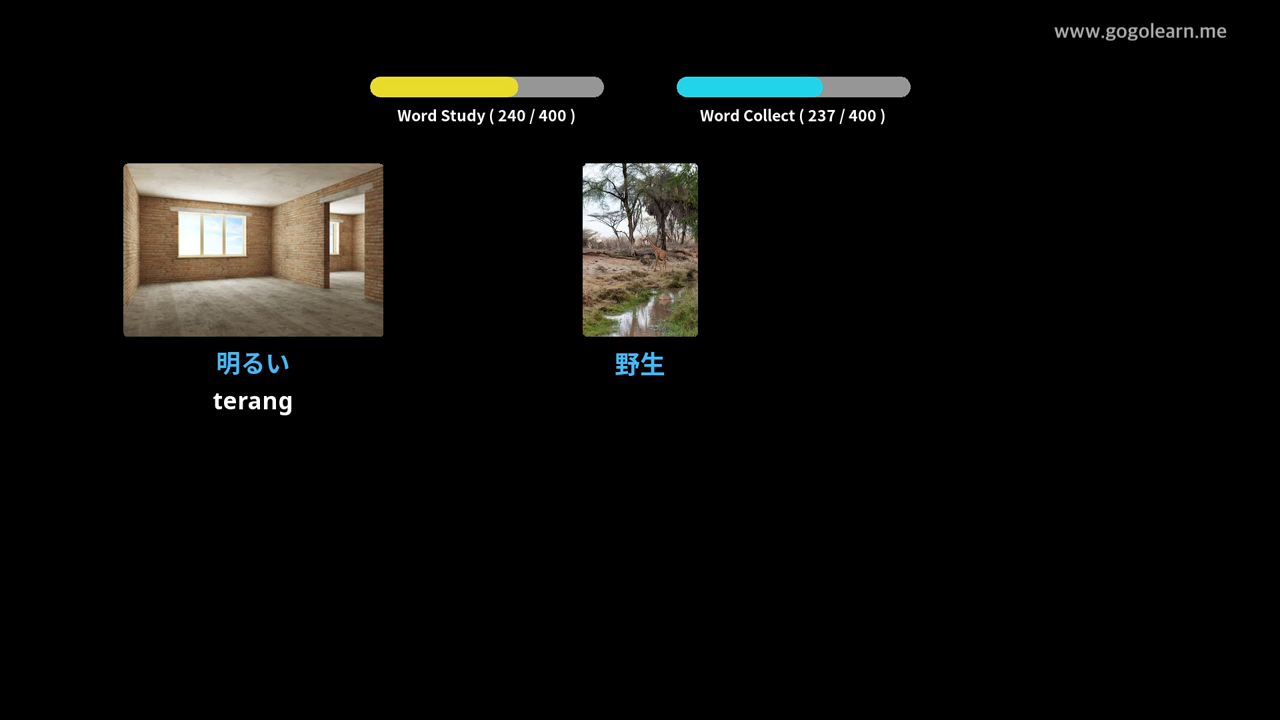 www.gogolearn.me
Word Study ( 240 / 400 )
Word Collect ( 237 / 400 )
明るい
terang
野生